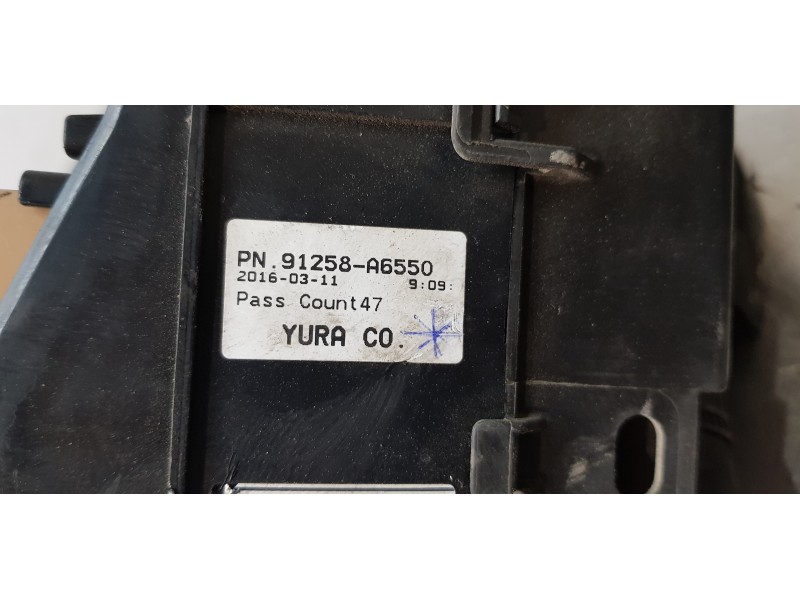 PN.91258-A6550
2016-03-11 9:09:
Pass Count47
YURA CO.